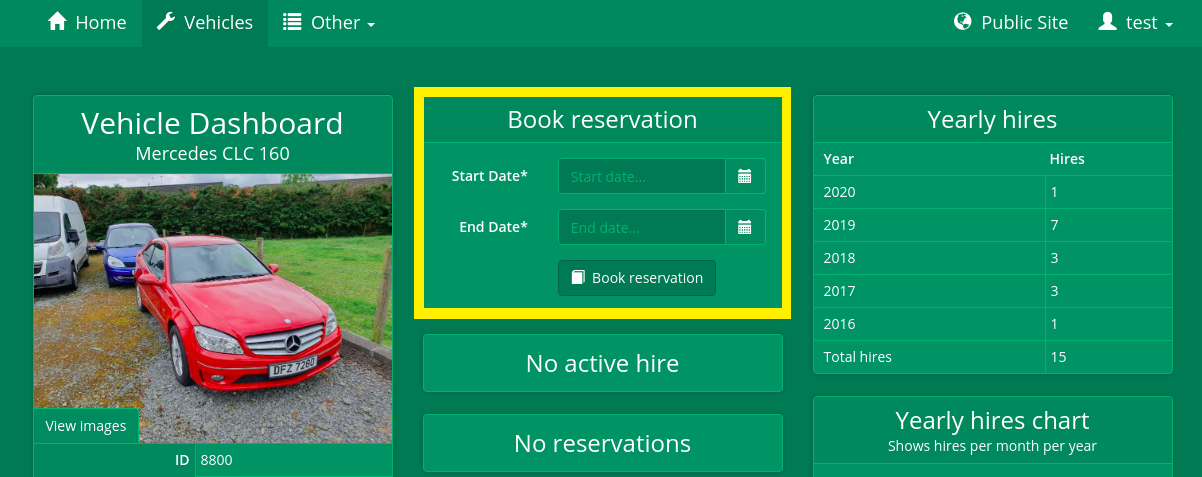 Home Vehicles Other Public Site test
Vehicle Dashboard
Mercedes CLC 160
DFZ 7260
View images
ID 8800
Book reservation
Start Date* Start date...
End Date* End date...
Book reservation
No active hire
No reservations
Yearly hires
Year Hires
2020 1
2019 7
2018 3
2017 3
2016 1
Total hires 15
Yearly hires chart
Shows hires per month per year